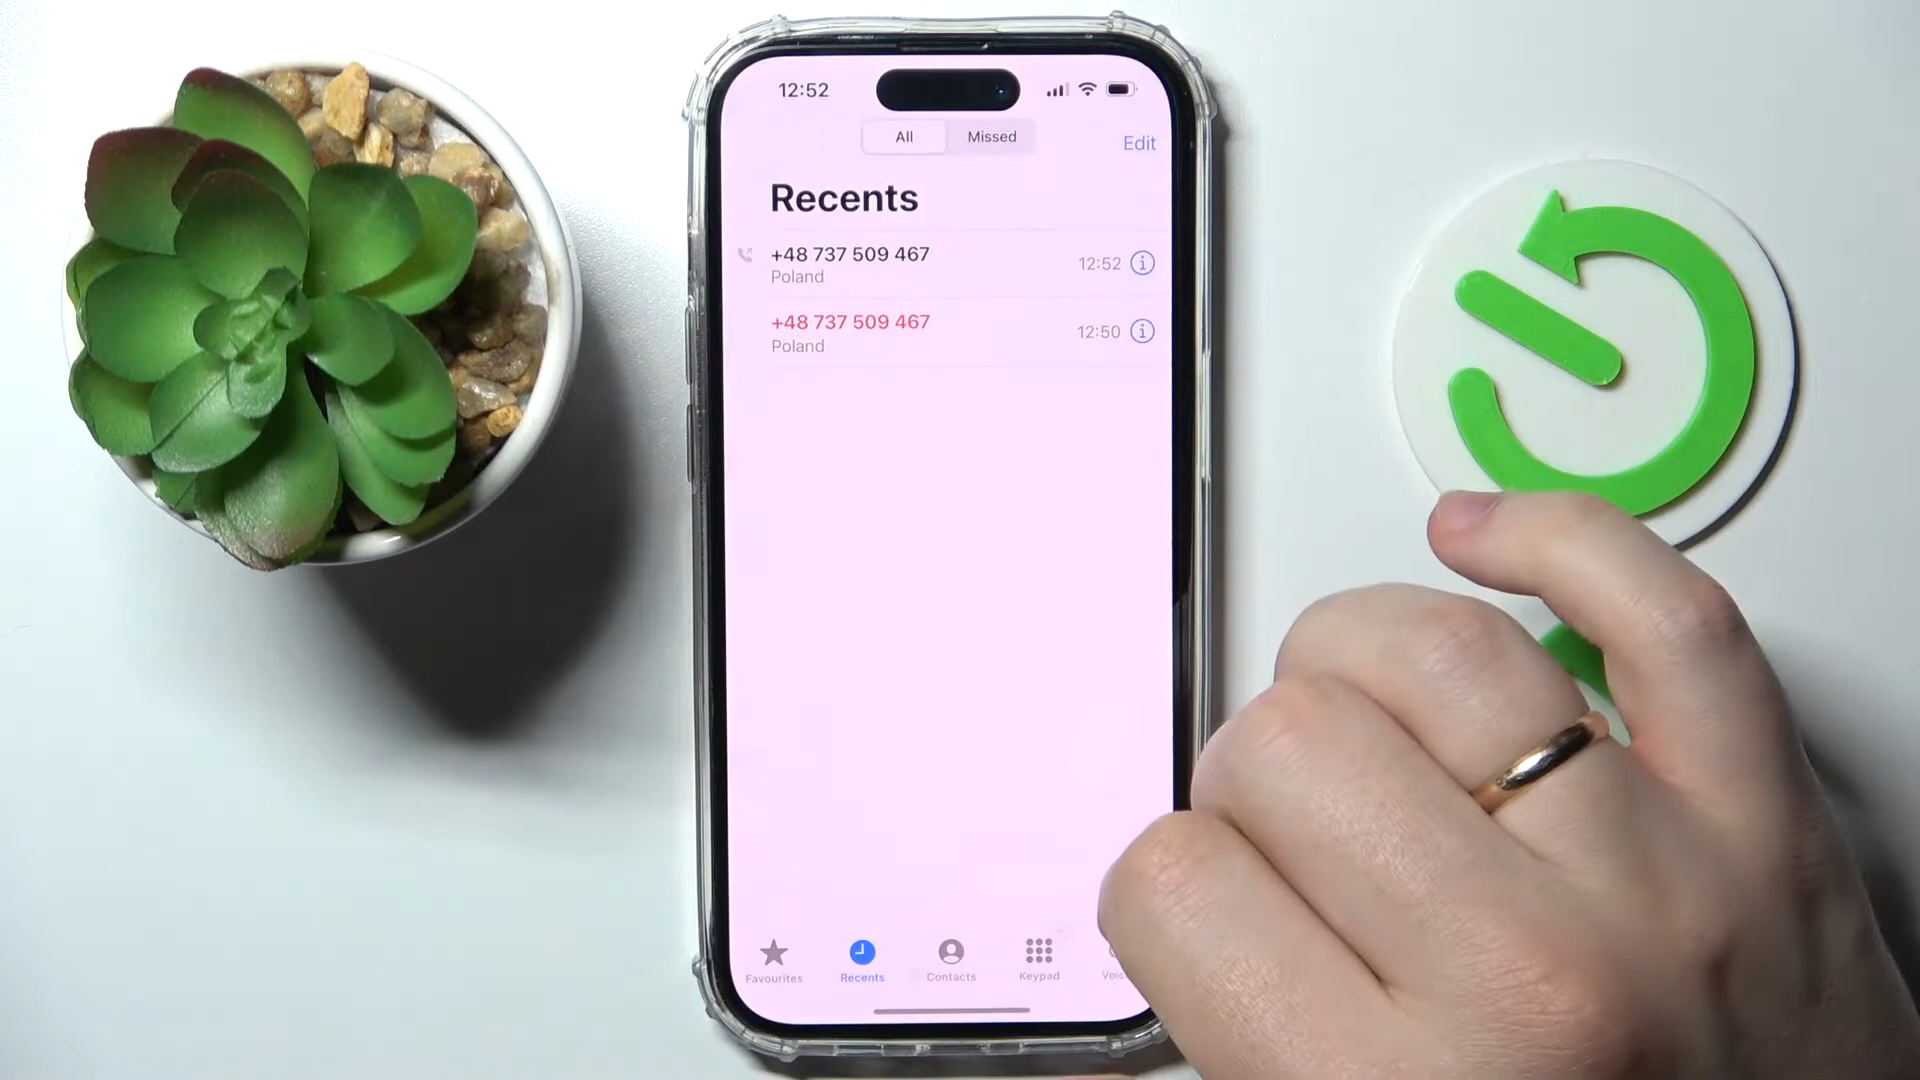 12:52
All Missed
Edit
Recents
+48 737 509 467
Poland
12:52
+48 737 509 467
Poland
12:50
Favourites Recents Contacts Keypad